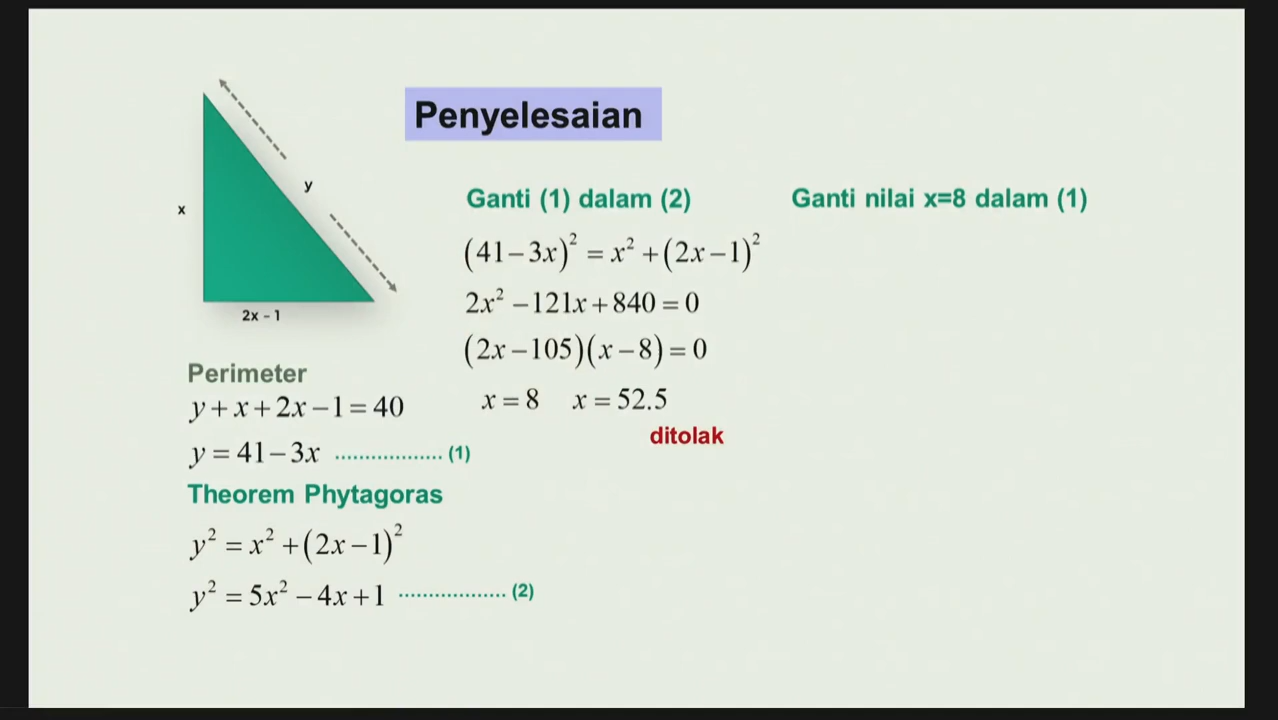 Penyelesaian
x
y
2x - 1
Perimeter
y + x + 2x − 1 = 40
y = 41 − 3x .................. (1)
Theorem Phytagoras
y² = x² + (2x − 1)²
y² = 5x² − 4x + 1 .................. (2)
Ganti (1) dalam (2)
(41 − 3x)² = x² + (2x − 1)²
2x² − 121x + 840 = 0
(2x − 105)(x − 8) = 0
x = 8 x = 52.5
ditolak
Ganti nilai x=8 dalam (1)